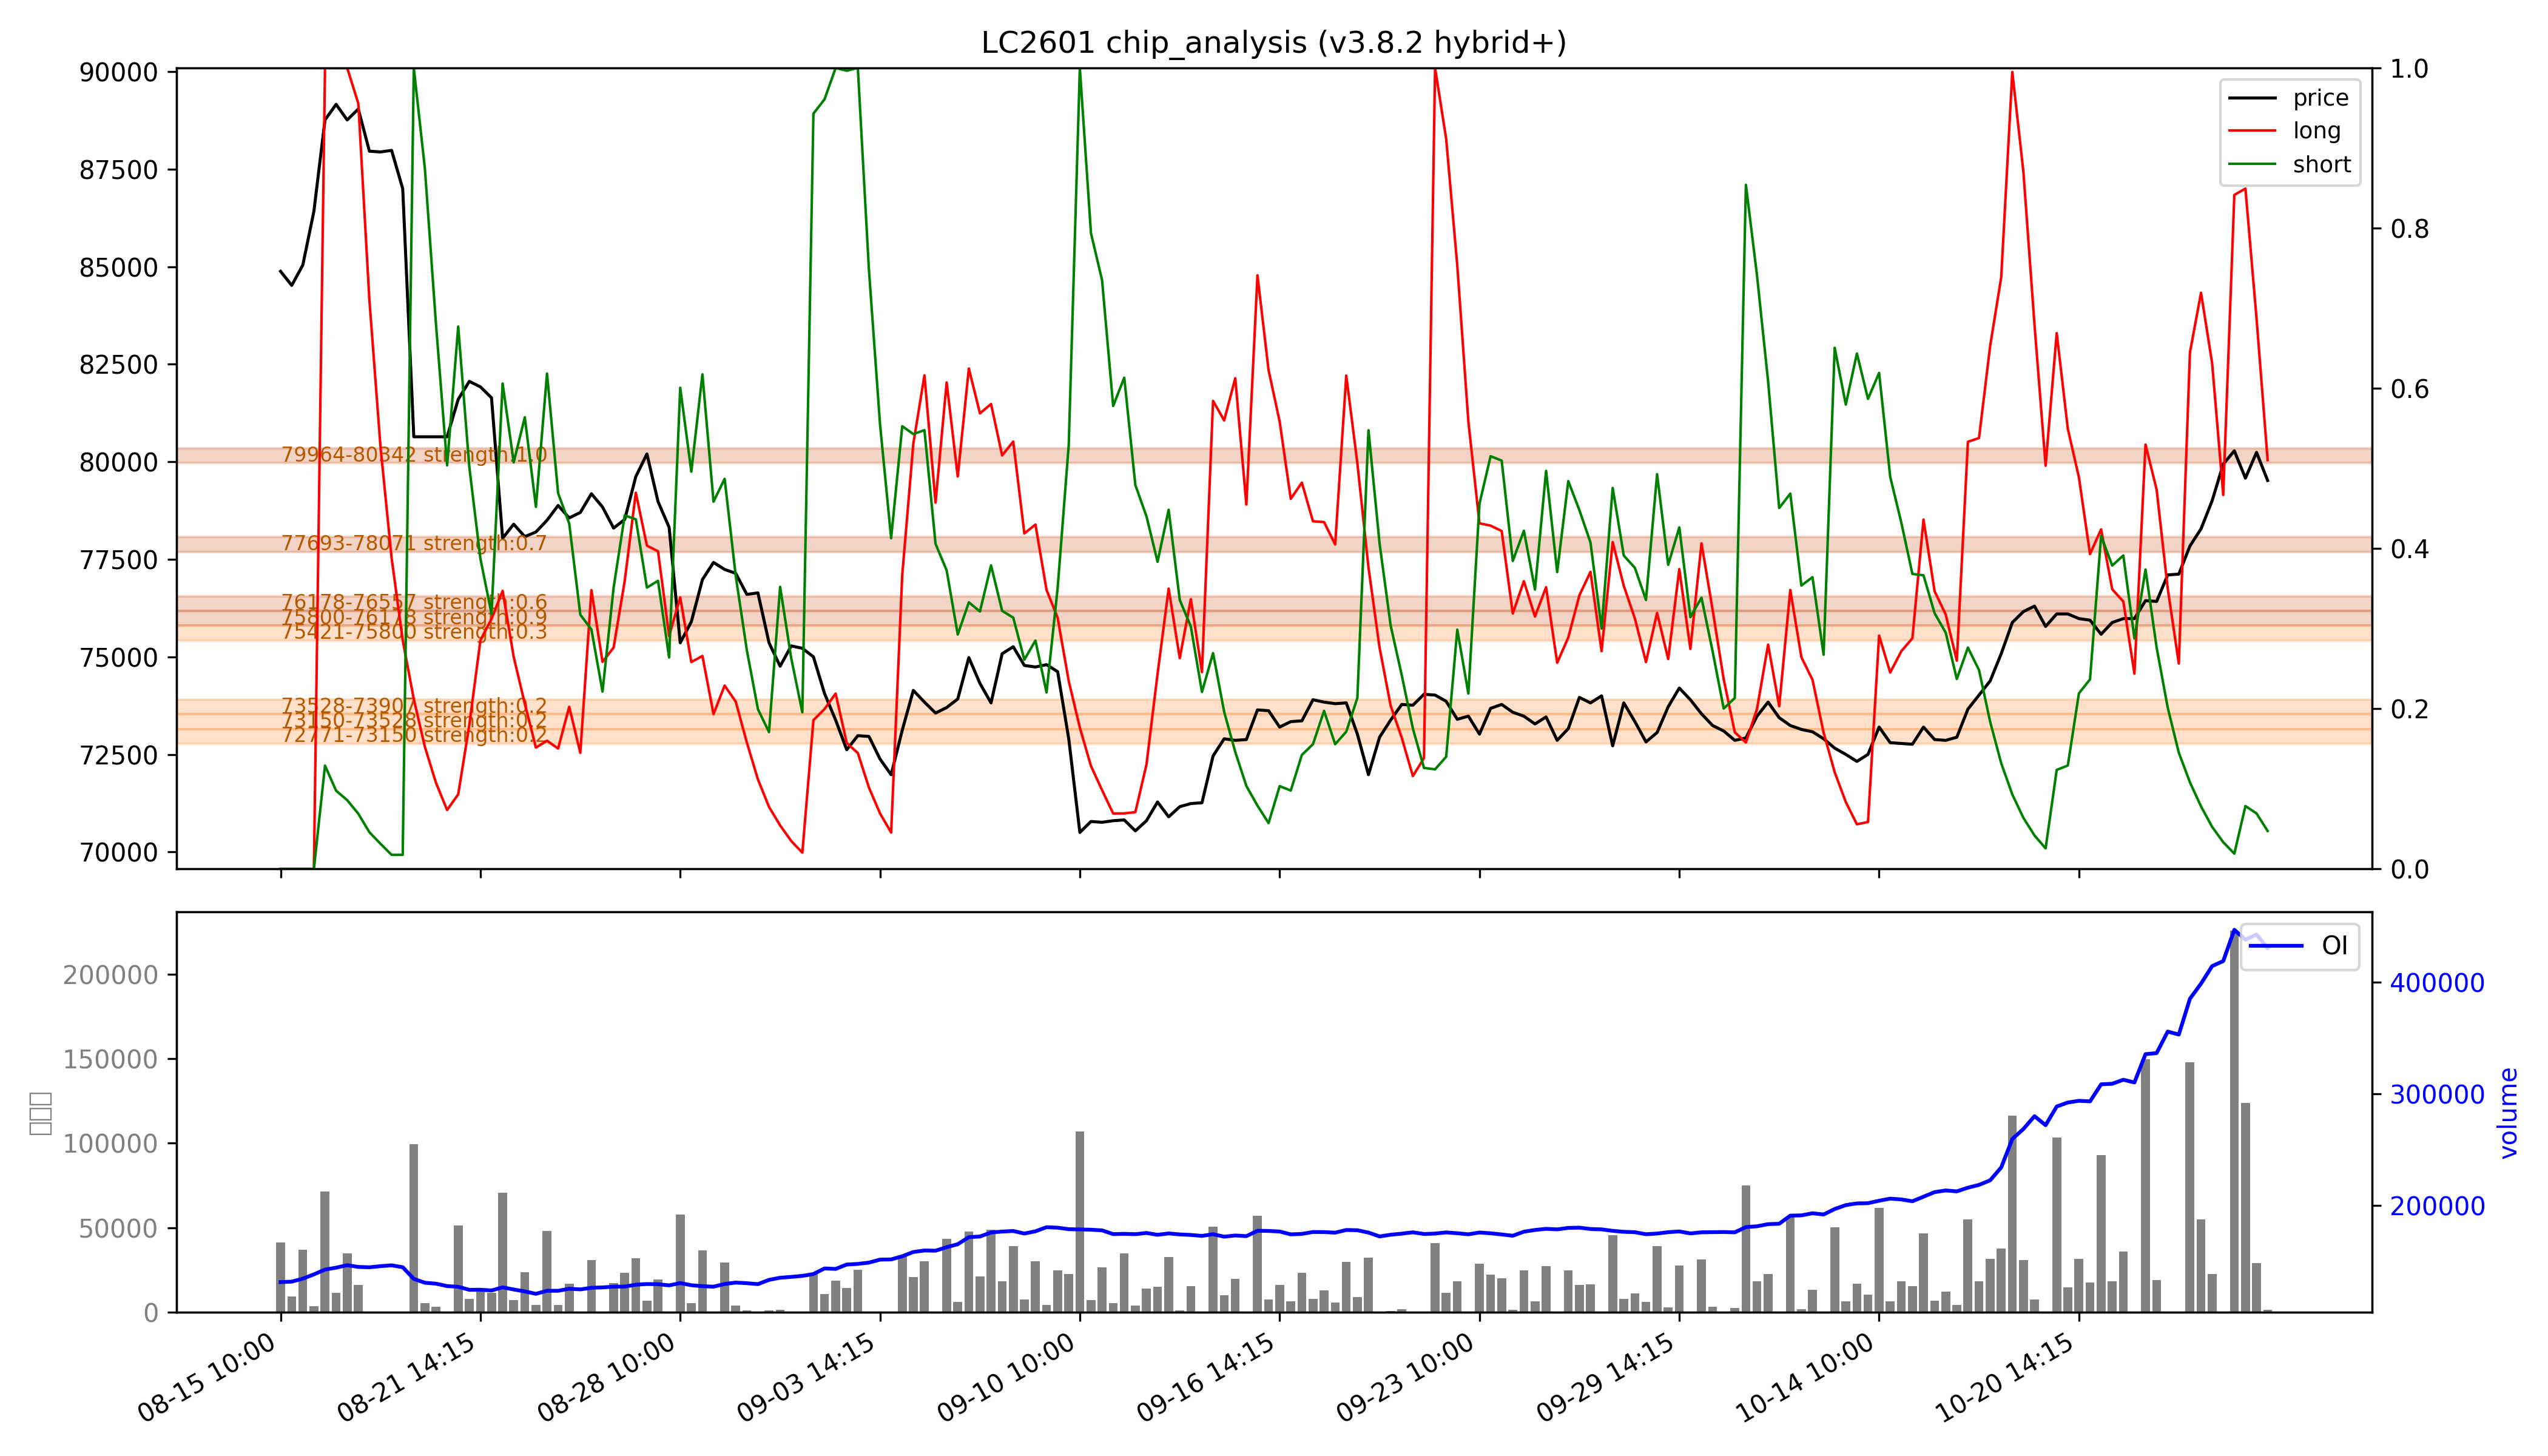 LC2601 chip_analysis (v3.8.2 hybrid+)
90000
87500
85000
82500
80000
77500
75000
72500
70000
1.0
0.8
0.6
0.4
0.2
0.0
price
long
short
79964-80342 strength:1.0
77693-78071 strength:0.7
76178-76557 strength:0.6
75800-76178 strength:0.9
75421-75800 strength:0.3
73528-73907 strength:0.2
73150-73528 strength:0.2
72771-73150 strength:0.2
200000
150000
100000
50000
0
OI
400000
300000
200000
volume
08-15 10:00
08-21 14:15
08-28 10:00
09-03 14:15
09-10 10:00
09-16 14:15
09-23 10:00
09-29 14:15
10-14 10:00
10-20 14:15